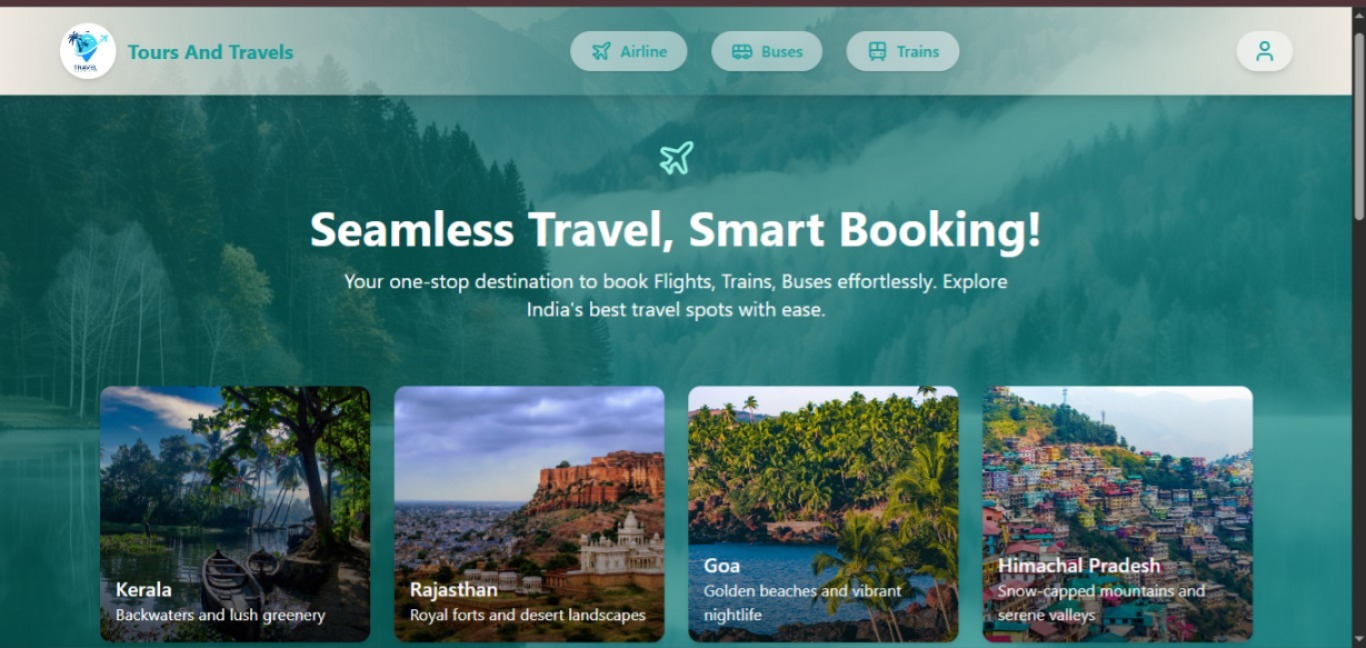 TRAVEL
Tours And Travels
Airline
Buses
Trains
Seamless Travel, Smart Booking!
Your one-stop destination to book Flights, Trains, Buses effortlessly. Explore
India's best travel spots with ease.
Kerala
Backwaters and lush greenery
Rajasthan
Royal forts and desert landscapes
Goa
Golden beaches and vibrant
nightlife
Himachal Pradesh
Snow-capped mountains and
serene valleys